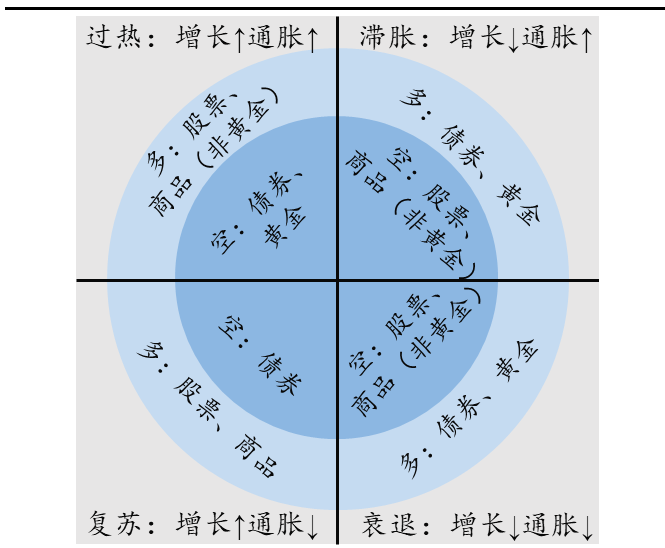 过热：增长↑通胀↑
多：股票、
商品（非黄金）
空：债券、
黄金
滞胀：增长↓通胀↑
多：债券、黄金
空：股票、
商品（非黄金）
空：债券
多：股票、商品
复苏：增长↑通胀↓
空：股票、
商品（非黄金）
多：债券、黄金
衰退：增长↓通胀↓